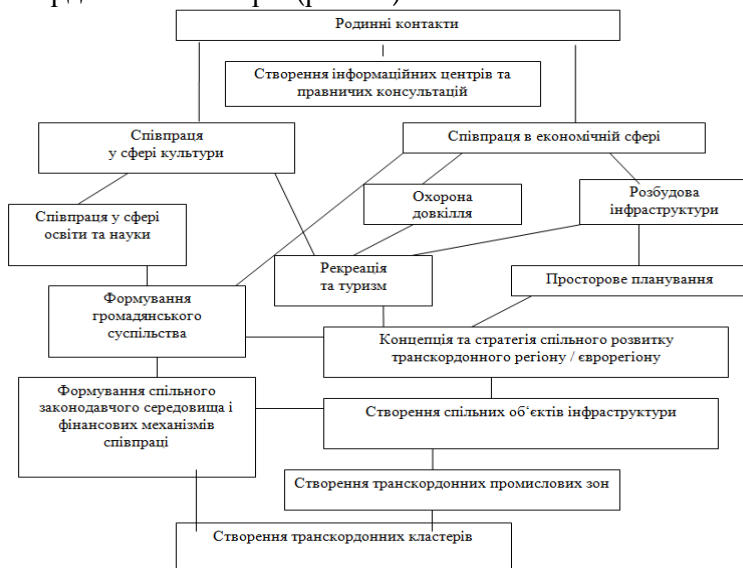 Родинні контакти
Створення інформаційних центрів та
правничих консультацій
Співпраця
у сфері культури
Співпраця в економічній сфері
Охорона
довкілля
Розбудова
інфраструктури
Співпраця у сфері
освіти та науки
Рекреація
та туризм
Просторове планування
Формування
громадянського
суспільства
Концепція та стратегія спільного розвитку
транскордонного регіону / єврорегіону
Формування спільного
законодавчого середовища і
фінансових механізмів
співпраці
Створення спільних об‘єктів інфраструктури
Створення транскордонних промислових зон
Створення транскордонних кластерів